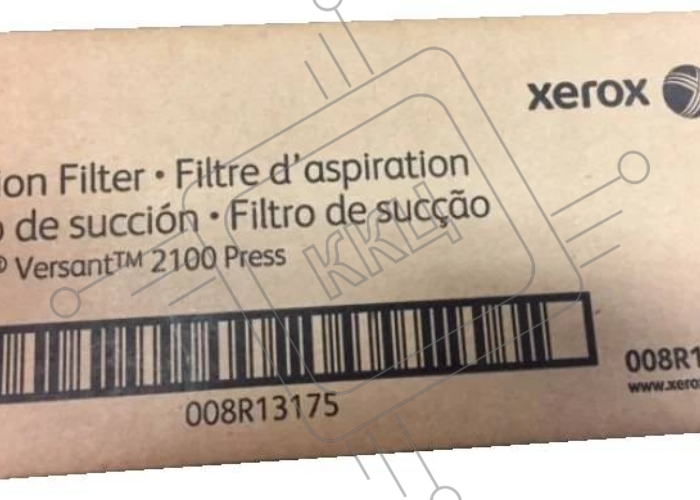 xerox
ion Filter • Filtre d'aspiration
o de succión • Filtro de sucção
® Versant™ 2100 Press
008R13175
008R1
www.xero
ККЦ